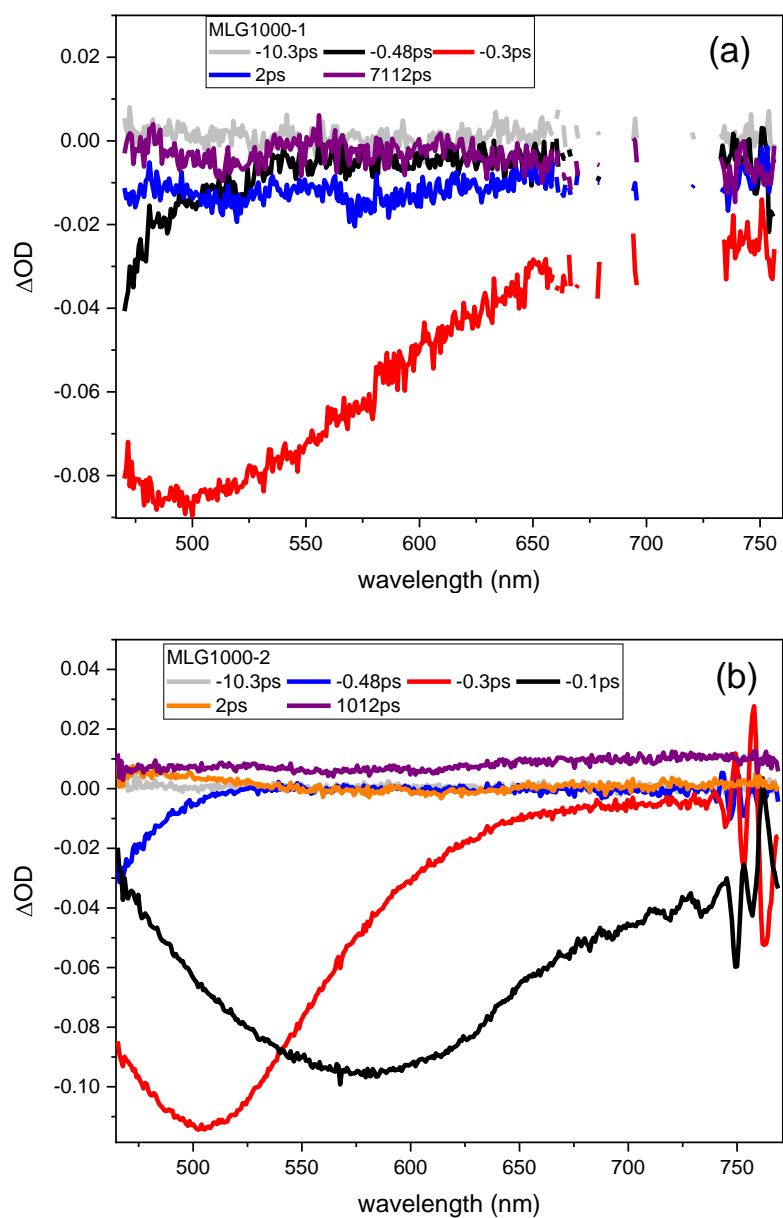 MLG1000-1
-10.3ps -0.48ps -0.3ps
2ps 7112ps
(a)
0.02
0.00
-0.02
-0.04
-0.06
-0.08
ΔOD
500 550 600 650 700 750
wavelength (nm)
MLG1000-2
-10.3ps -0.48ps -0.3ps -0.1ps
2ps 1012ps
(b)
0.04
0.02
0.00
-0.02
-0.04
-0.06
-0.08
-0.10
ΔOD
500 550 600 650 700 750
wavelength (nm)